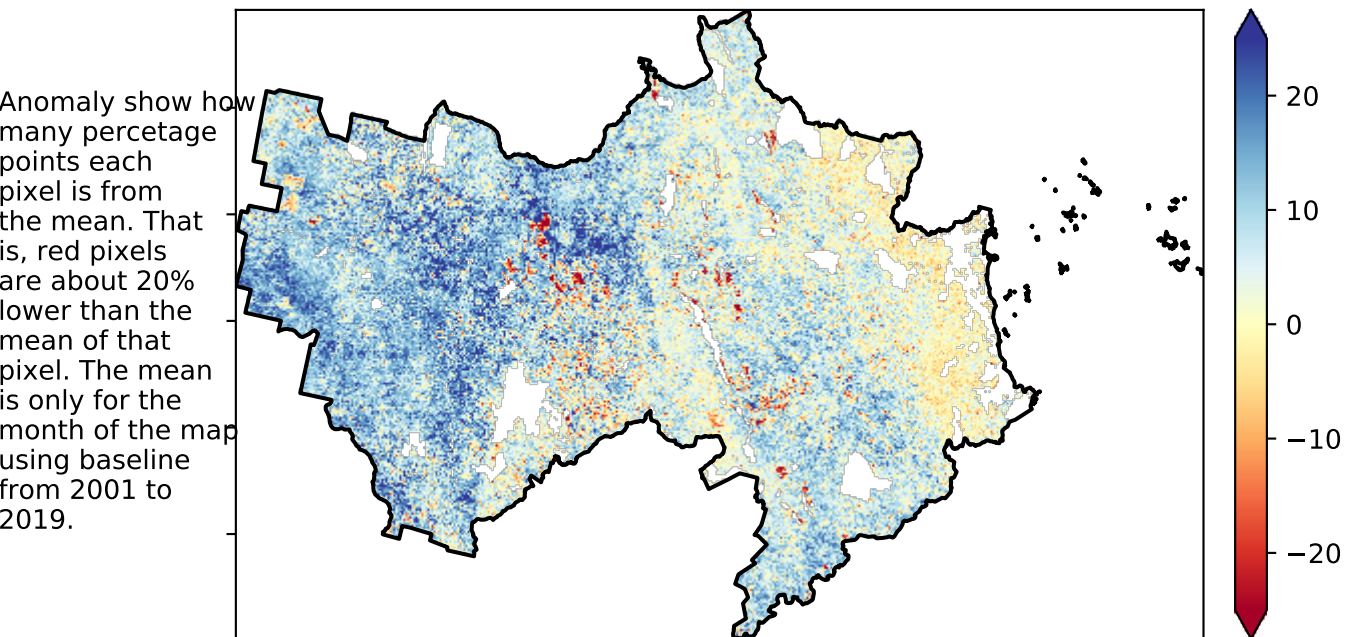 Anomaly show how
many percetage
points each
pixel is from
the mean. That
is, red pixels
are about 20%
lower than the
mean of that
pixel. The mean
is only for the
month of the map
using baseline
from 2001 to
2019.
20
10
0
−10
−20